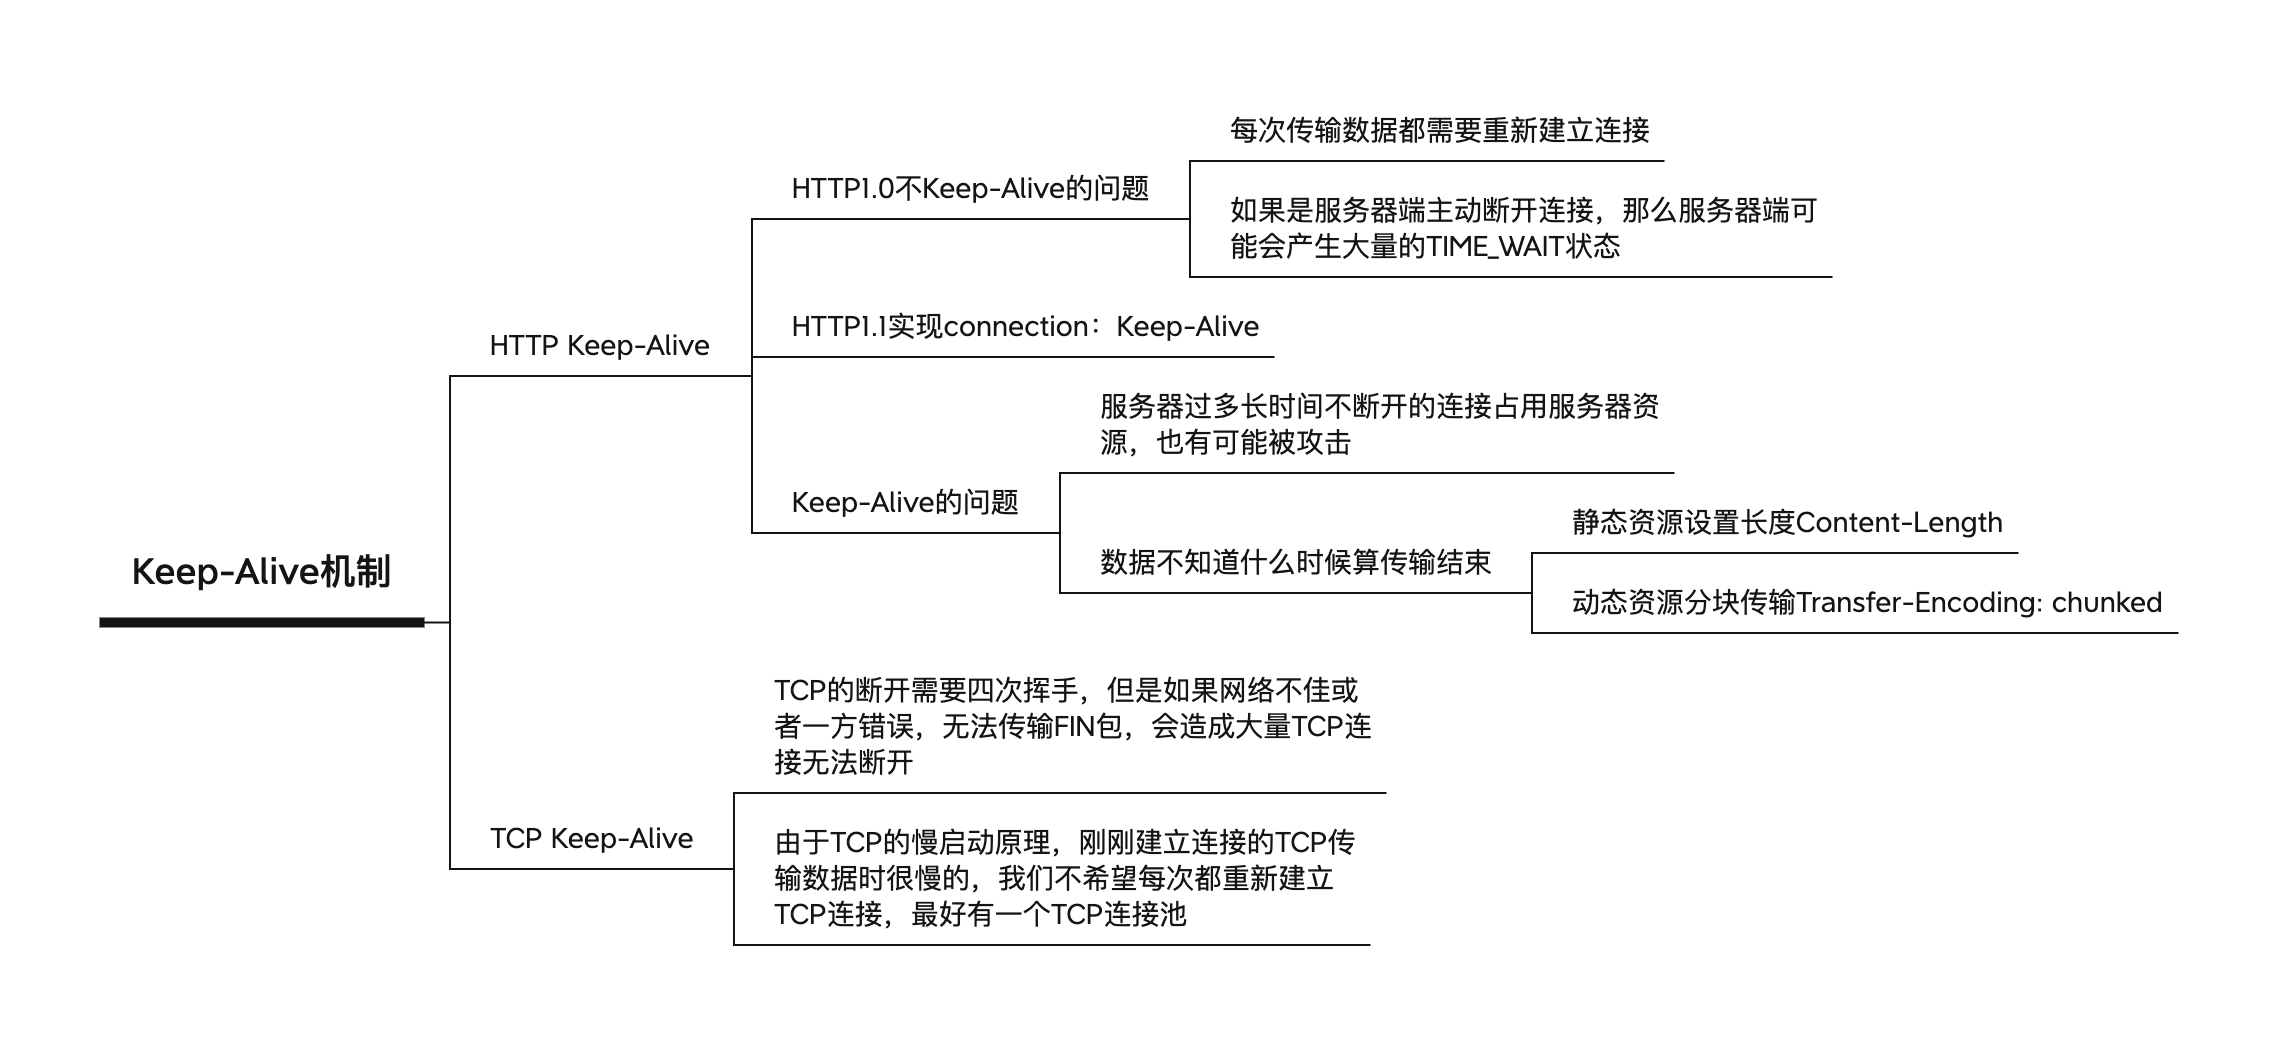 每次传输数据都需要重新建立连接
HTTP1.0不Keep-Alive的问题
如果是服务器端主动断开连接，那么服务器端可
能会产生大量的TIME_WAIT状态
HTTP1.1实现connection：Keep-Alive
HTTP Keep-Alive
服务器过多长时间不断开的连接占用服务器资
源，也有可能被攻击
Keep-Alive的问题
静态资源设置长度Content-Length
数据不知道什么时候算传输结束
动态资源分块传输Transfer-Encoding: chunked
Keep-Alive机制
TCP的断开需要四次挥手，但是如果网络不佳或
者一方错误，无法传输FIN包，会造成大量TCP连
接无法断开
TCP Keep-Alive
由于TCP的慢启动原理，刚刚建立连接的TCP传
输数据时很慢的，我们不希望每次都重新建立
TCP连接，最好有一个TCP连接池